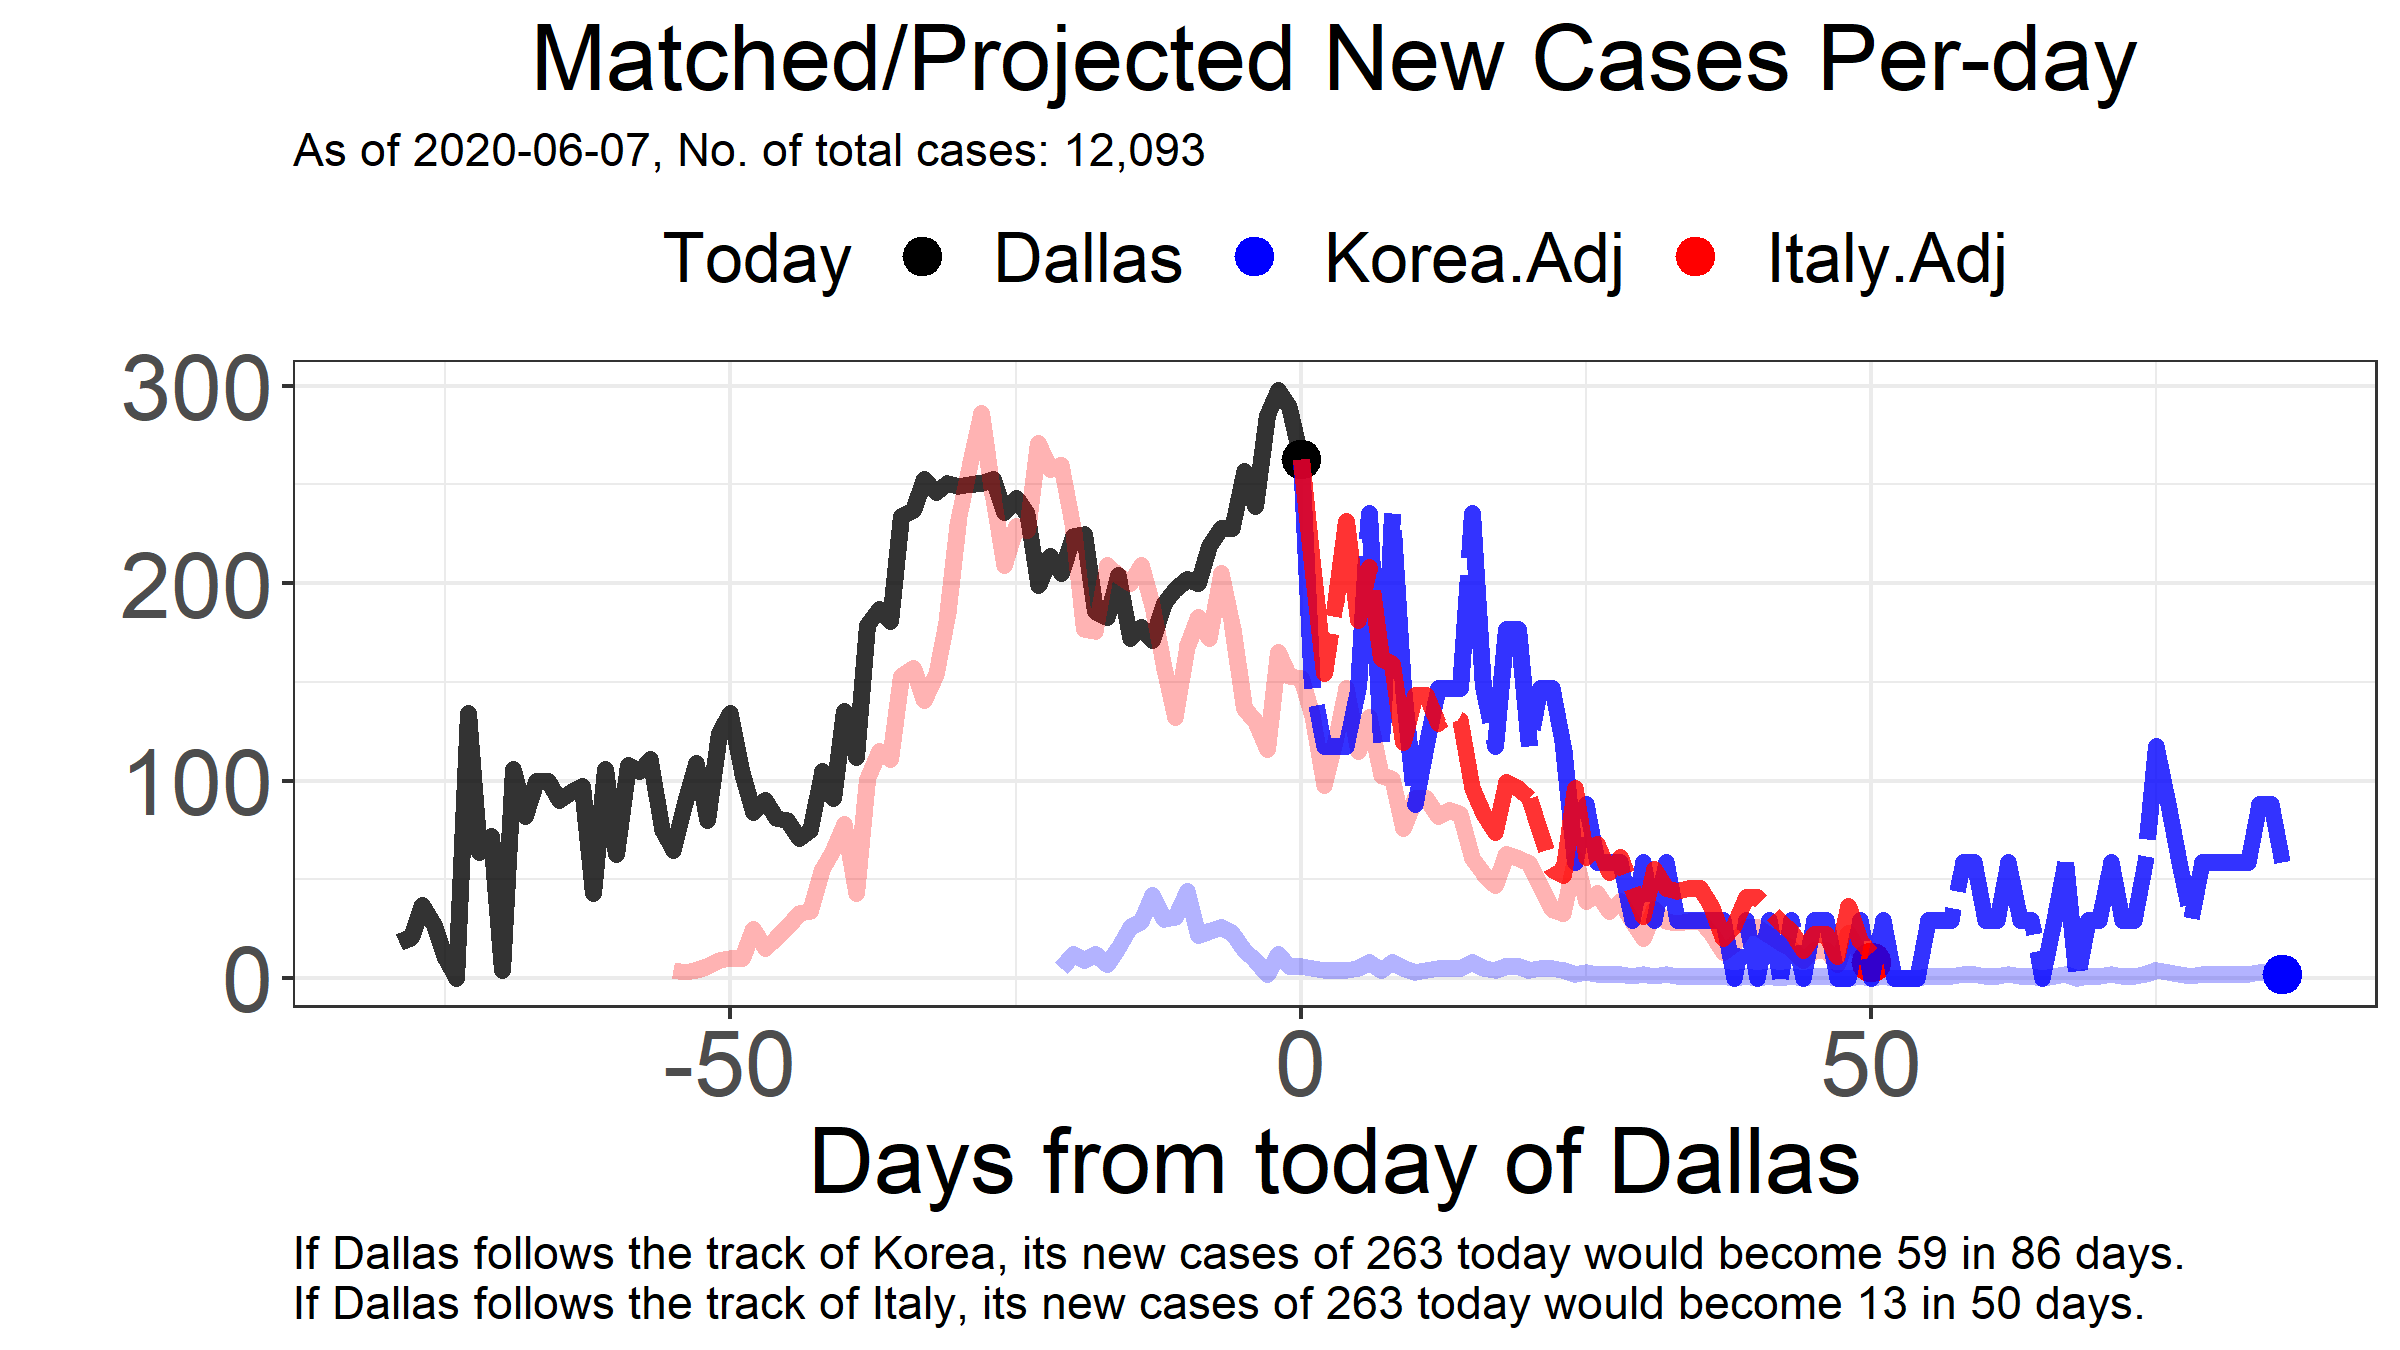 Matched/Projected New Cases Per-day
As of 2020-06-07, No. of total cases: 12,093
Today Dallas Korea.Adj Italy.Adj
300
200
100
0
-50 0 50
Days from today of Dallas
If Dallas follows the track of Korea, its new cases of 263 today would become 59 in 86 days.
If Dallas follows the track of Italy, its new cases of 263 today would become 13 in 50 days.